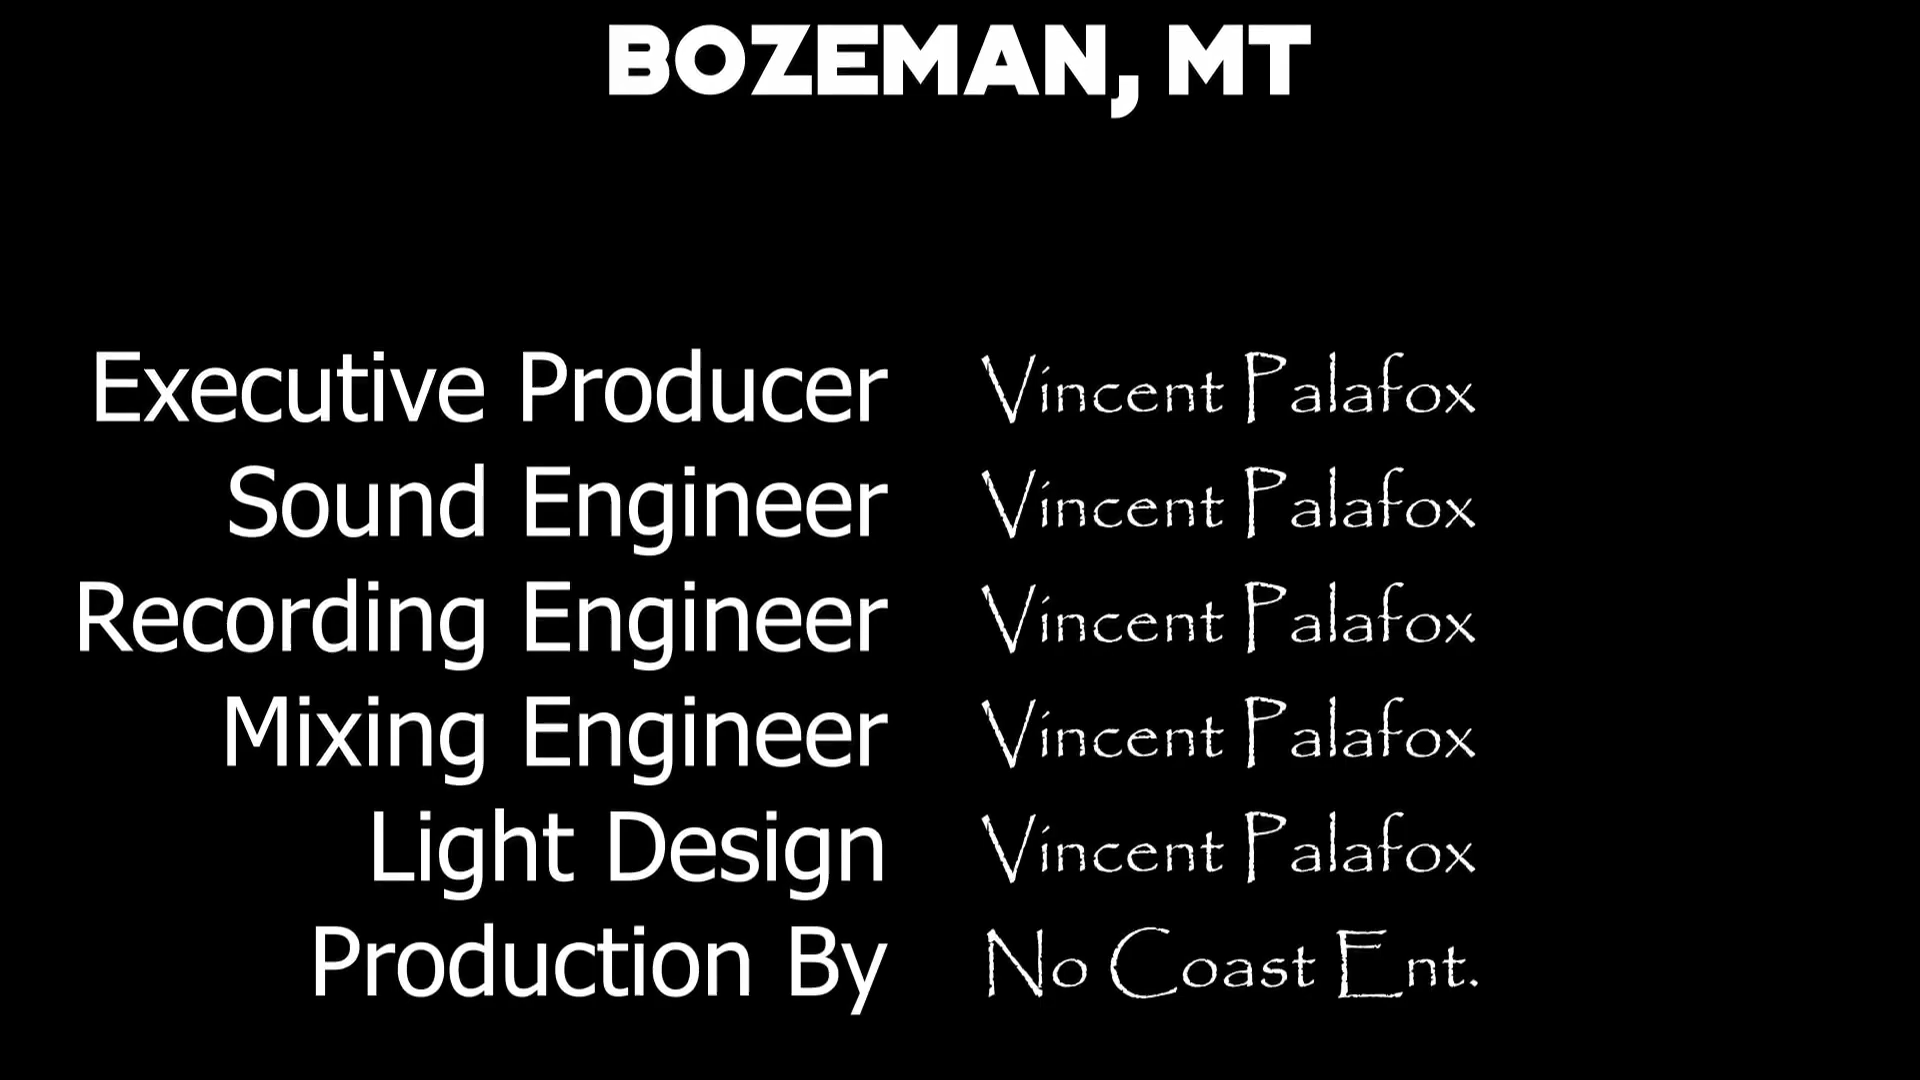 BOZEMAN, MT
Executive Producer Vincent Palafox
Sound Engineer Vincent Palafox
Recording Engineer Vincent Palafox
Mixing Engineer Vincent Palafox
Light Design Vincent Palafox
Production By No Coast Ent.